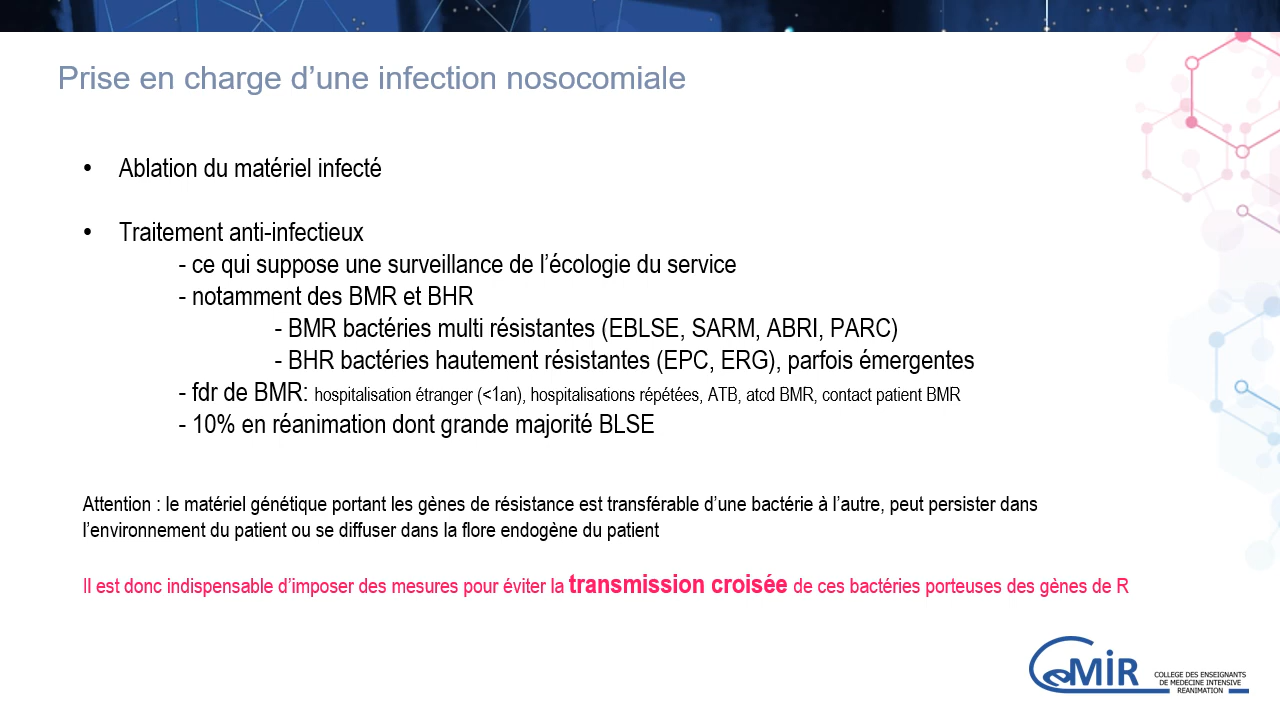 Prise en charge d’une infection nosocomiale
• Ablation du matériel infecté
• Traitement anti-infectieux
- ce qui suppose une surveillance de l’écologie du service
- notamment des BMR et BHR
- BMR bactéries multi résistantes (EBLSE, SARM, ABRI, PARC)
- BHR bactéries hautement résistantes (EPC, ERG), parfois émergentes
- fdr de BMR: hospitalisation étranger (<1an), hospitalisations répétées, ATB, atcd BMR, contact patient BMR
- 10% en réanimation dont grande majorité BLSE
Attention : le matériel génétique portant les gènes de résistance est transférable d’une bactérie à l’autre, peut persister dans
l’environnement du patient ou se diffuser dans la flore endogène du patient
Il est donc indispensable d’imposer des mesures pour éviter la transmission croisée de ces bactéries porteuses des gènes de R
CeMIR
COLLEGE DES ENSEIGNANTS
DE MEDECINE INTENSIVE
REANIMATION